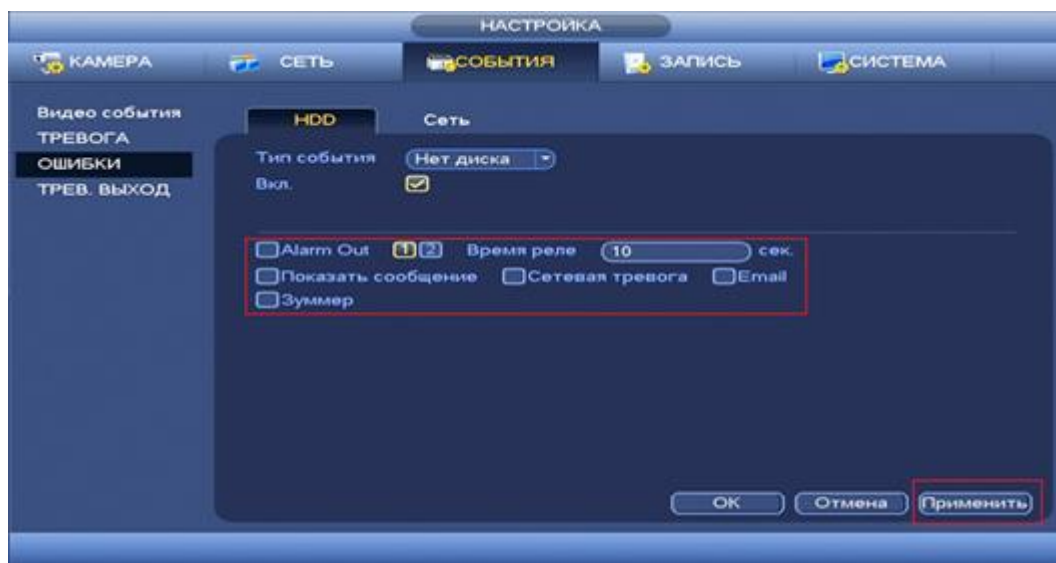 НАСТРОЙКА
КАМЕРА СЕТЬ СОБЫТИЯ ЗАПИСЬ СИСТЕМА
Видео события
ТРЕВОГА
ОШИБКИ
ТРЕВ. ВЫХОД
HDD Сеть
Тип события Нет диска
Вкл.
Alarm Out 1 2 Время реле 10 сек.
Показать сообщение Сетевая тревога Email
Зуммер
OK Отмена Применить